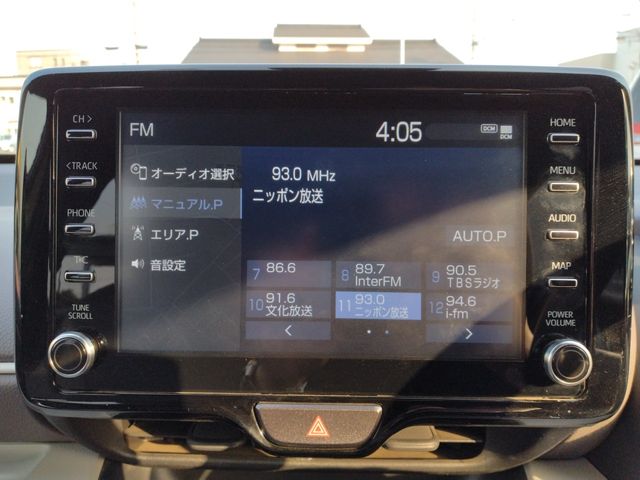 CH >
< TRACK
PHONE
TUNE
SCROLL
FM
4:05
DCM
DCM
オーディオ選択
マニュアル.P
エリア.P
音設定
93.0 MHz
ニッポン放送
AUTO.P
7 86.6
8 89.7
InterFM
9 90.5
TBSラジオ
10 91.6
文化放送
11 93.0
ニッポン放送
12 94.6
i-fm
<
>
HOME
MENU
AUDIO
MAP
POWER
VOLUME